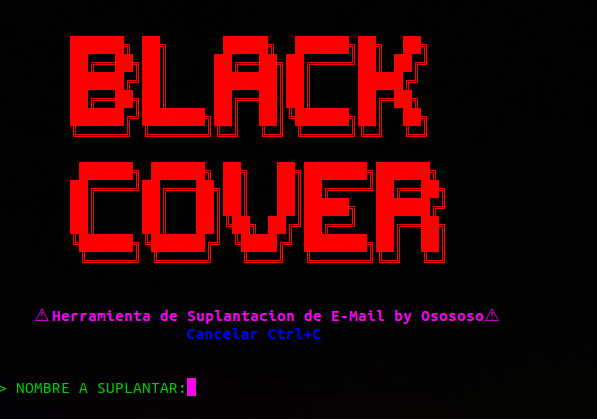 BLACK
COVER
⚠Herramienta de Suplantacion de E-Mail by Osososo⚠
Cancelar Ctrl+C
> NOMBRE A SUPLANTAR: